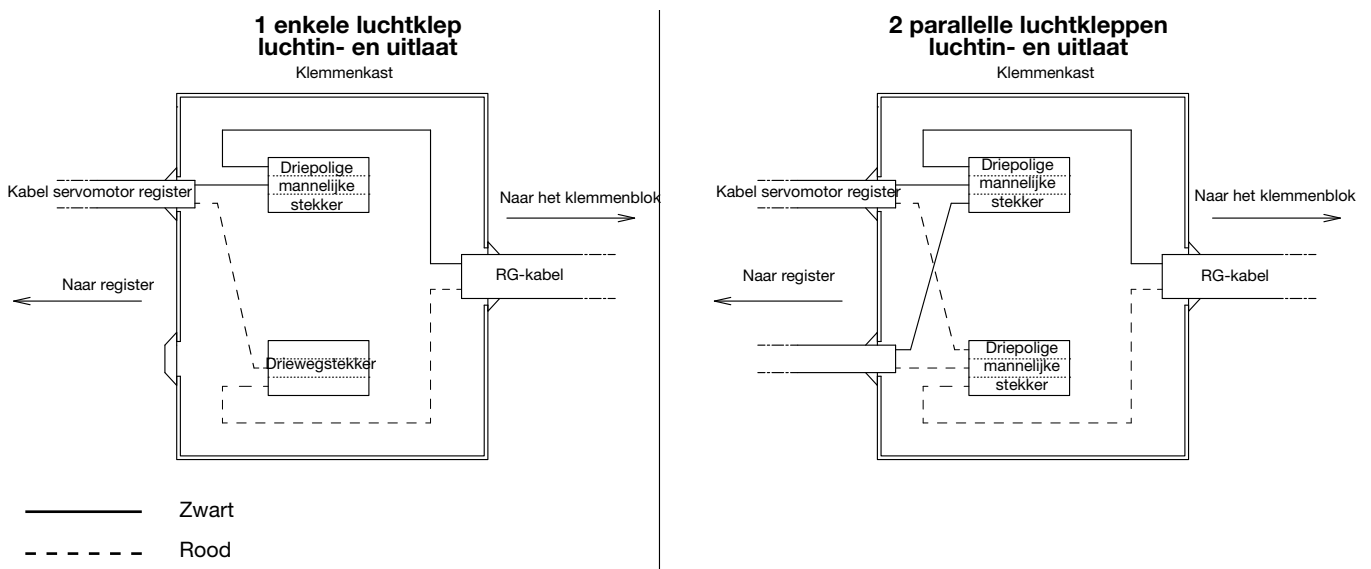 1 enkele luchtklep
luchtin- en uitlaat
Klemmenkast
Driepolige
mannelijke
stekker
Kabel servomotor register
Naar het klemmenblok
RG-kabel
Naar register
Driewegstekker
2 parallelle luchtkleppen
luchtin- en uitlaat
Klemmenkast
Driepolige
mannelijke
stekker
Kabel servomotor register
Naar het klemmenblok
RG-kabel
Naar register
Driepolige
mannelijke
stekker
Zwart
Rood